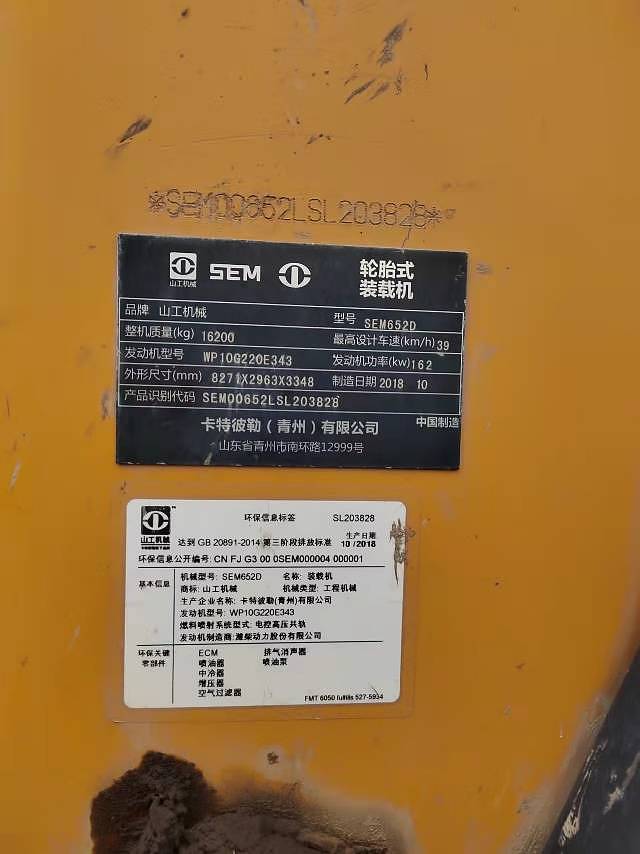 *SEM00652LSL203828*
山工机械 SEM 轮胎式
装载机
品牌 山工机械 型号 SEM652D
整机质量(kg) 16200 最高设计车速(km/h) 39
发动机型号 WP10G220E343 发动机功率(kw) 162
外形尺寸(mm) 8271X2963X3348 制造日期 2018 10
产品识别代码 SEM00652LSL203828
卡特彼勒(青州)有限公司 中国制造
山东省青州市南环路12999号
山工机械 环保信息标签 SL203828
达到 GB 20891-2014 第三阶段排放标准 生产日期
10/2018
环保信息公开编号: CN FJ G3 00 0SEM000004 000001
基本信息 机械型号: SEM652D 名称: 装载机
商标: 山工机械 机械类型: 工程机械
生产企业名称: 卡特彼勒(青州)有限公司
发动机型号: WP10G220E343
燃料喷射系统型式: 电控高压共轨
发动机制造商: 潍柴动力股份有限公司
环保关键 ECM 排气消声器
零部件 喷油器 喷油泵
中冷器
增压器
空气过滤器
FMT 6050 fulfills 527-5934